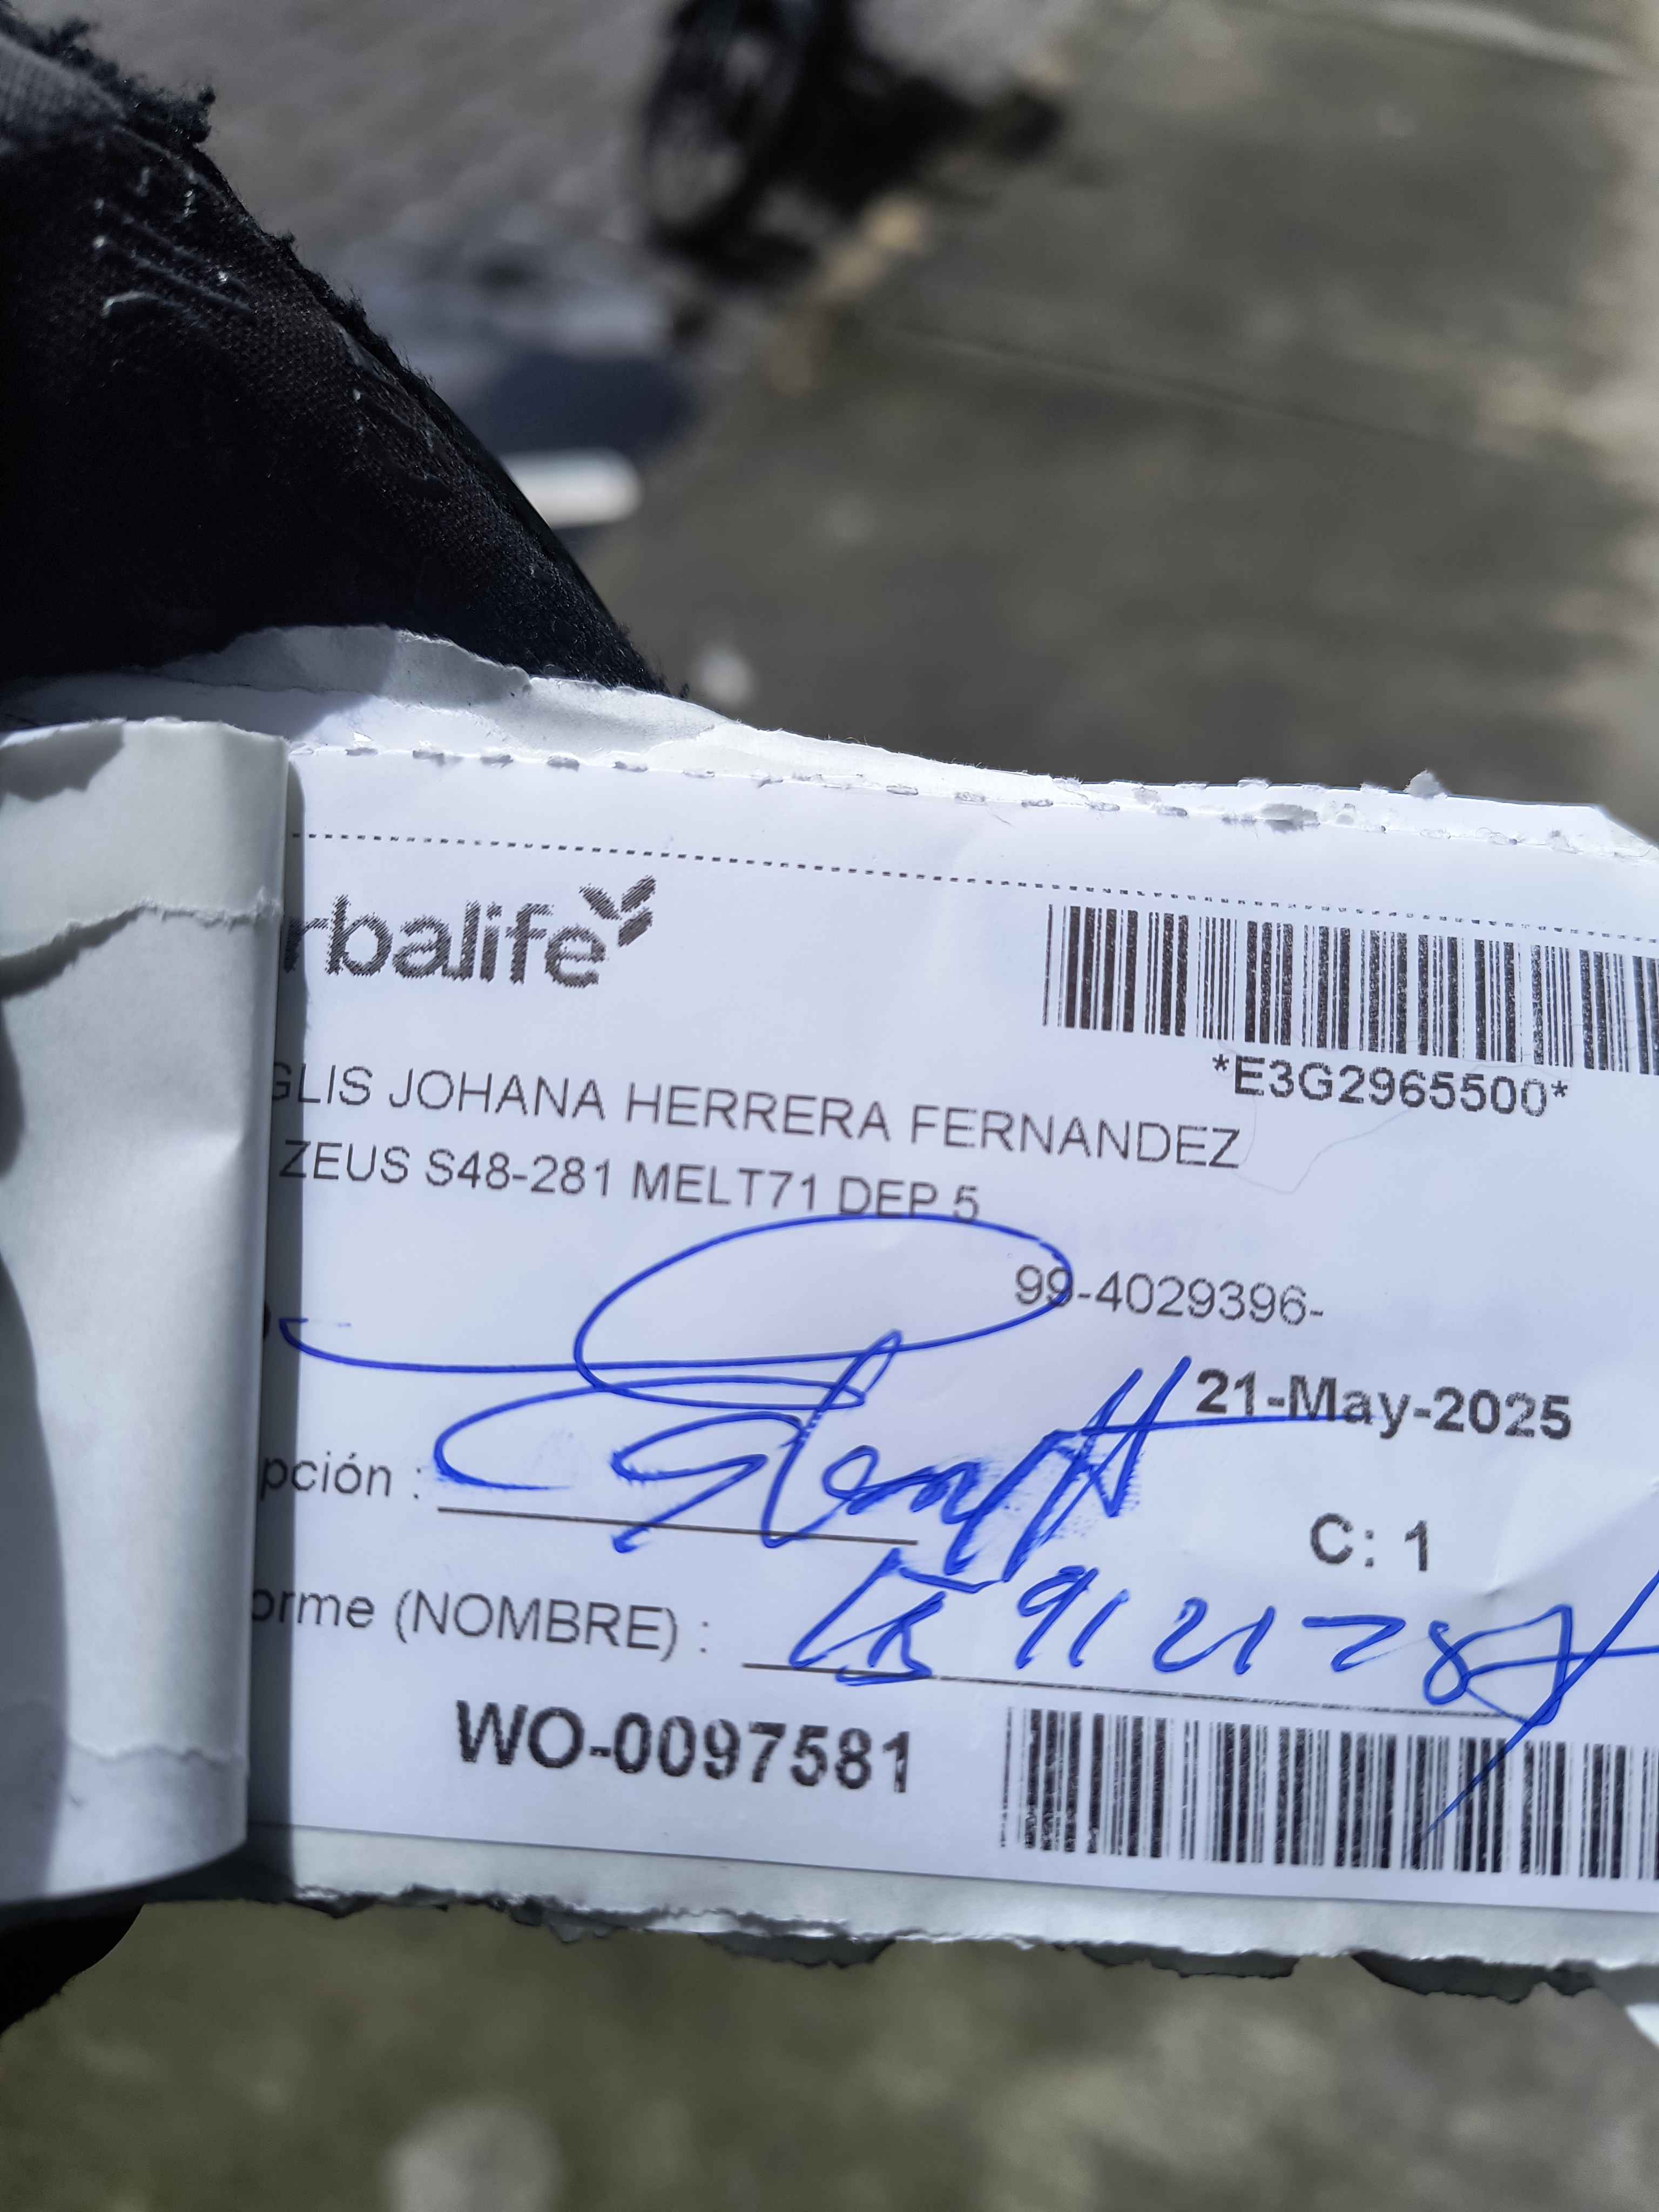 rbalife
*E3G2965500*
GLIS JOHANA HERRERA FERNANDEZ
ZEUS S48-281 MELT71 DEP 5
99-4029396-
21-May-2025
pción :
C: 1
orme (NOMBRE) :
WO-0097581